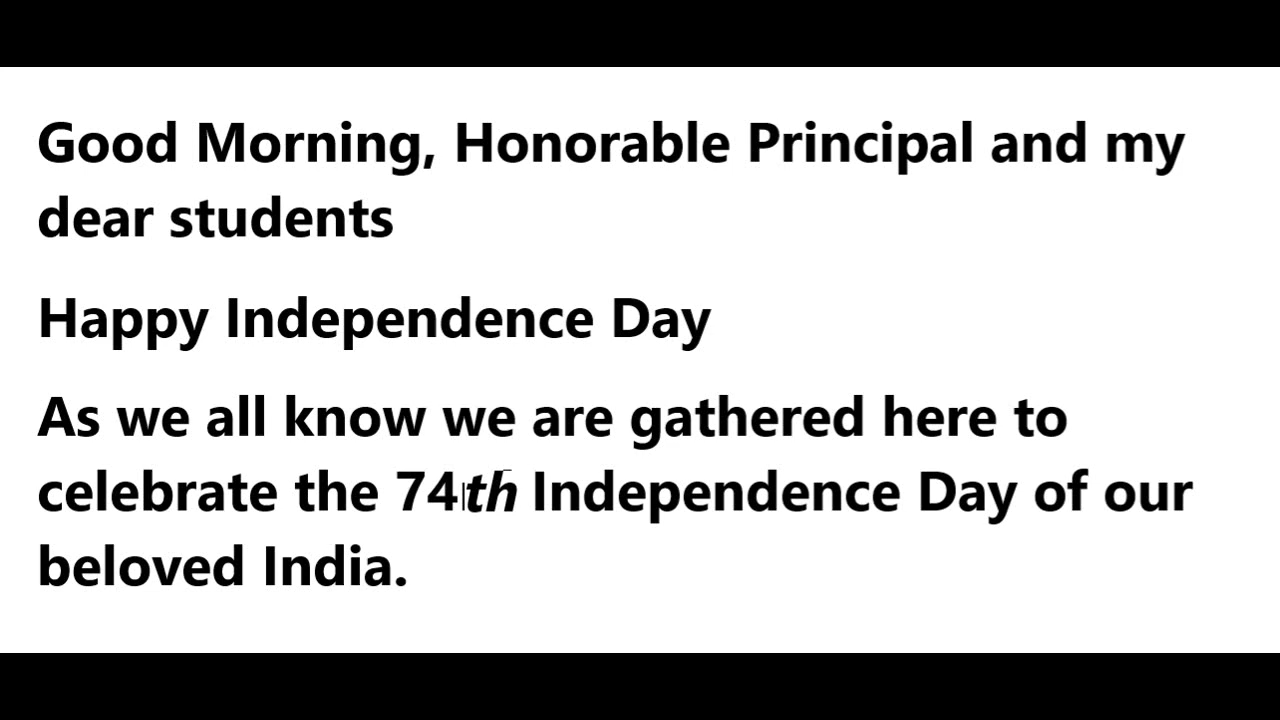 Good Morning, Honorable Principal and my
dear students
Happy Independence Day
As we all know we are gathered here to
celebrate the 74th Independence Day of our
beloved India.